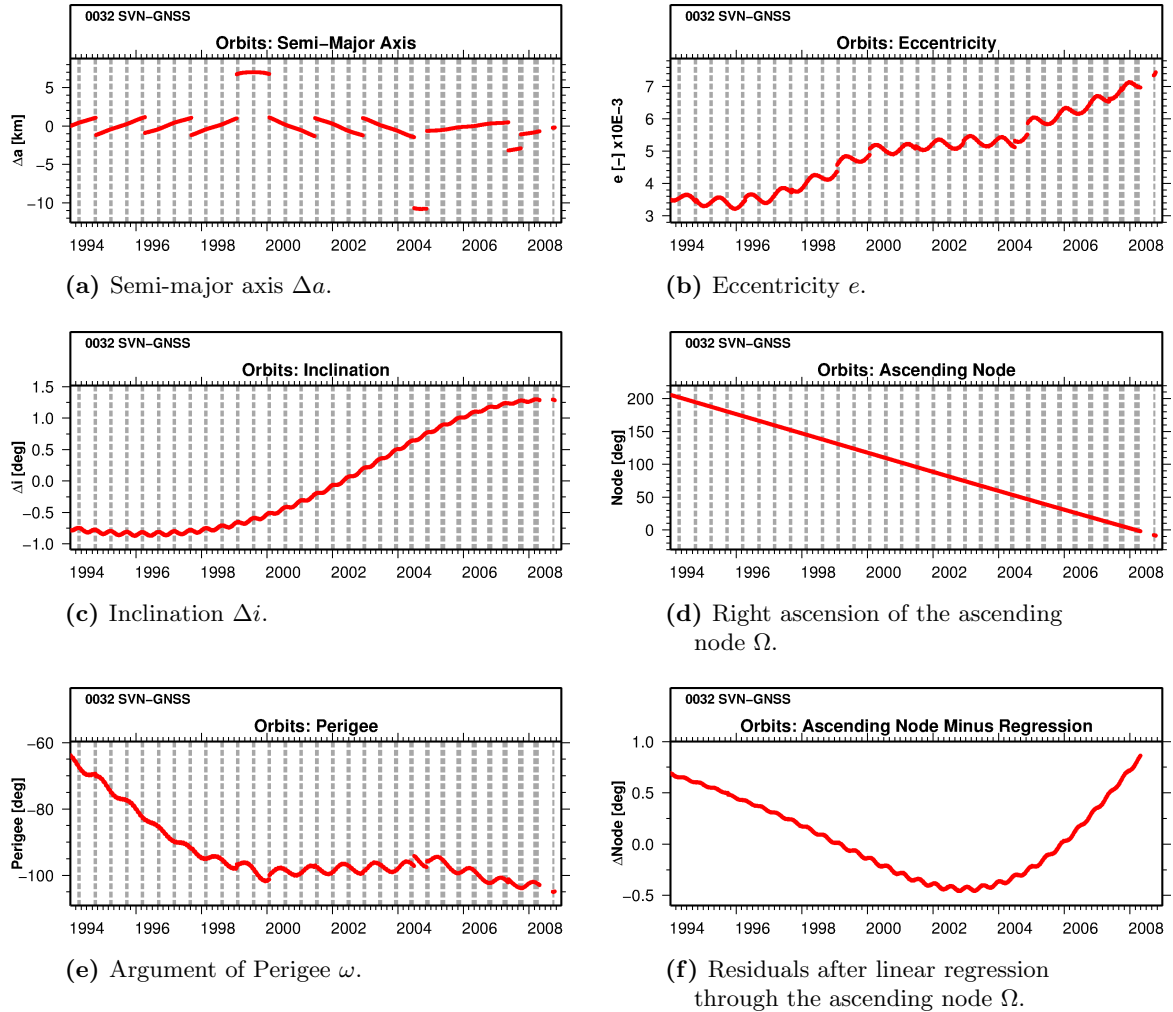 0032 SVN−GNSS
Orbits: Semi−Major Axis
Δa [km]
5
0
−5
−10
1994 1996 1998 2000 2002 2004 2006 2008
(a) Semi-major axis Δa.
0032 SVN−GNSS
Orbits: Eccentricity
e [−] x10E−3
7
6
5
4
3
1994 1996 1998 2000 2002 2004 2006 2008
(b) Eccentricity e.
0032 SVN−GNSS
Orbits: Inclination
Δi [deg]
1.5
1.0
0.5
0.0
−0.5
−1.0
1994 1996 1998 2000 2002 2004 2006 2008
(c) Inclination Δi.
0032 SVN−GNSS
Orbits: Ascending Node
Node [deg]
200
150
100
50
0
1994 1996 1998 2000 2002 2004 2006 2008
(d) Right ascension of the ascending
node Ω.
0032 SVN−GNSS
Orbits: Perigee
Perigee [deg]
−60
−80
−100
1994 1996 1998 2000 2002 2004 2006 2008
(e) Argument of Perigee ω.
0032 SVN−GNSS
Orbits: Ascending Node Minus Regression
ΔNode [deg]
1.0
0.5
0.0
−0.5
1994 1996 1998 2000 2002 2004 2006 2008
(f) Residuals after linear regression
through the ascending node Ω.